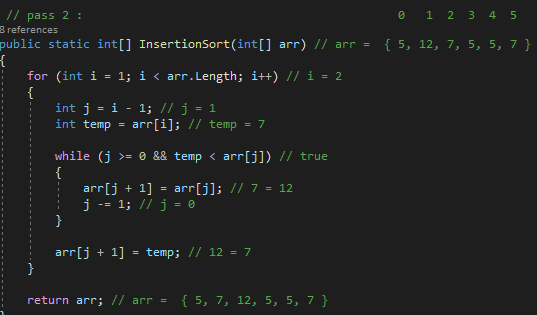 // pass 2 : 0 1 2 3 4 5
8 references
public static int[] InsertionSort(int[] arr) // arr = { 5, 12, 7, 5, 5, 7 }
{
for (int i = 1; i < arr.Length; i++) // i = 2
{
int j = i - 1; // j = 1
int temp = arr[i]; // temp = 7
while (j >= 0 && temp < arr[j]) // true
{
arr[j + 1] = arr[j]; // 7 = 12
j -= 1; // j = 0
}
arr[j + 1] = temp; // 12 = 7
}
return arr; // arr = { 5, 7, 12, 5, 5, 7 }
}